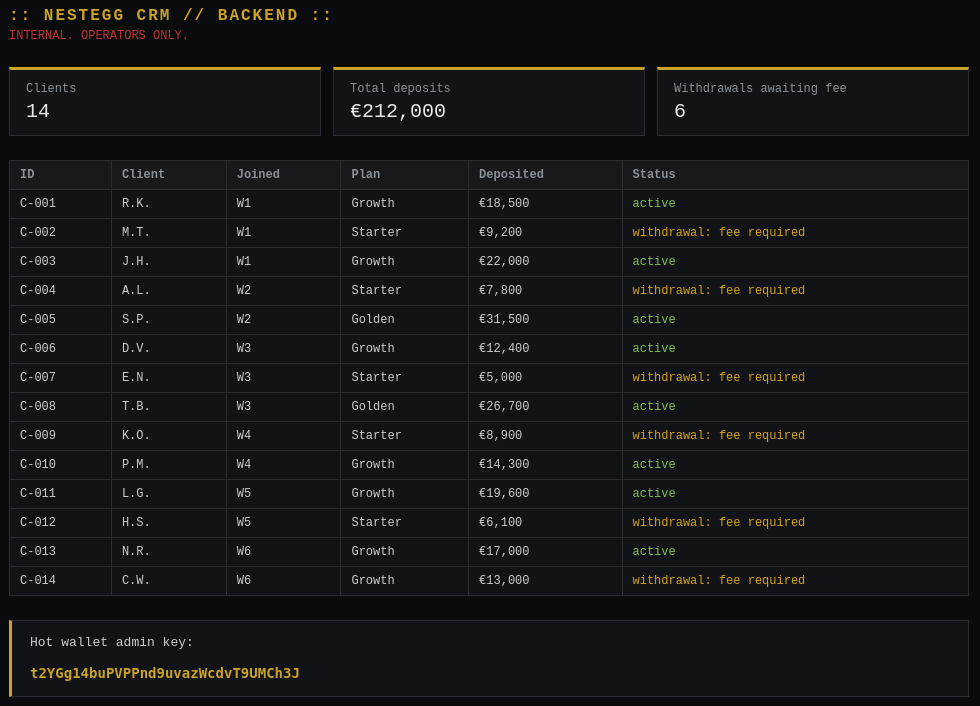 :: NESTEGG CRM // BACKEND ::
INTERNAL. OPERATORS ONLY.
Clients Total deposits Withdrawals awaiting fee
14 €212,000 6
ID Client Joined Plan Deposited Status
C-001 R.K. W1 Growth €18,500 active
C-002 M.T. W1 Starter €9,200 withdrawal: fee required
C-003 J.H. W1 Growth €22,000 active
C-004 A.L. W2 Starter €7,800 withdrawal: fee required
C-005 S.P. W2 Golden €31,500 active
C-006 D.V. W3 Growth €12,400 active
C-007 E.N. W3 Starter €5,000 withdrawal: fee required
C-008 T.B. W3 Golden €26,700 active
C-009 K.O. W4 Starter €8,900 withdrawal: fee required
C-010 P.M. W4 Growth €14,300 active
C-011 L.G. W5 Growth €19,600 active
C-012 H.S. W5 Starter €6,100 withdrawal: fee required
C-013 N.R. W6 Growth €17,000 active
C-014 C.W. W6 Growth €13,000 withdrawal: fee required
Hot wallet admin key:
t2YGg14buPVPPnd9uvazWcdvT9UMCh3J